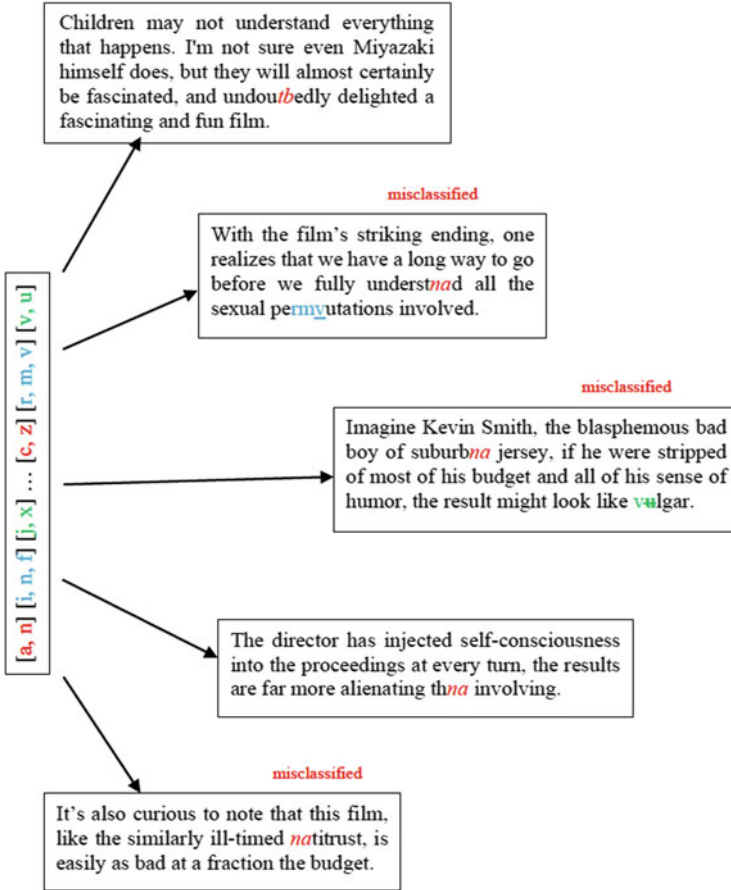 Children may not understand everything
that happens. I'm not sure even Miyazaki
himself does, but they will almost certainly
be fascinated, and undoutbedly delighted a
fascinating and fun film.
misclassified
With the film's striking ending, one
realizes that we have a long way to go
before we fully understnad all the
sexual permvutations involved.
[a, n] [i, n, f] [j, x] ... [c, z] [r, m, v] [v, u]
misclassified
Imagine Kevin Smith, the blasphemous bad
boy of suburbna jersey, if he were stripped
of most of his budget and all of his sense of
humor, the result might look like vulgar.
The director has injected self-consciousness
into the proceedings at every turn, the results
are far more alienating thna involving.
misclassified
It's also curious to note that this film,
like the similarly ill-timed natitrust, is
easily as bad at a fraction the budget.